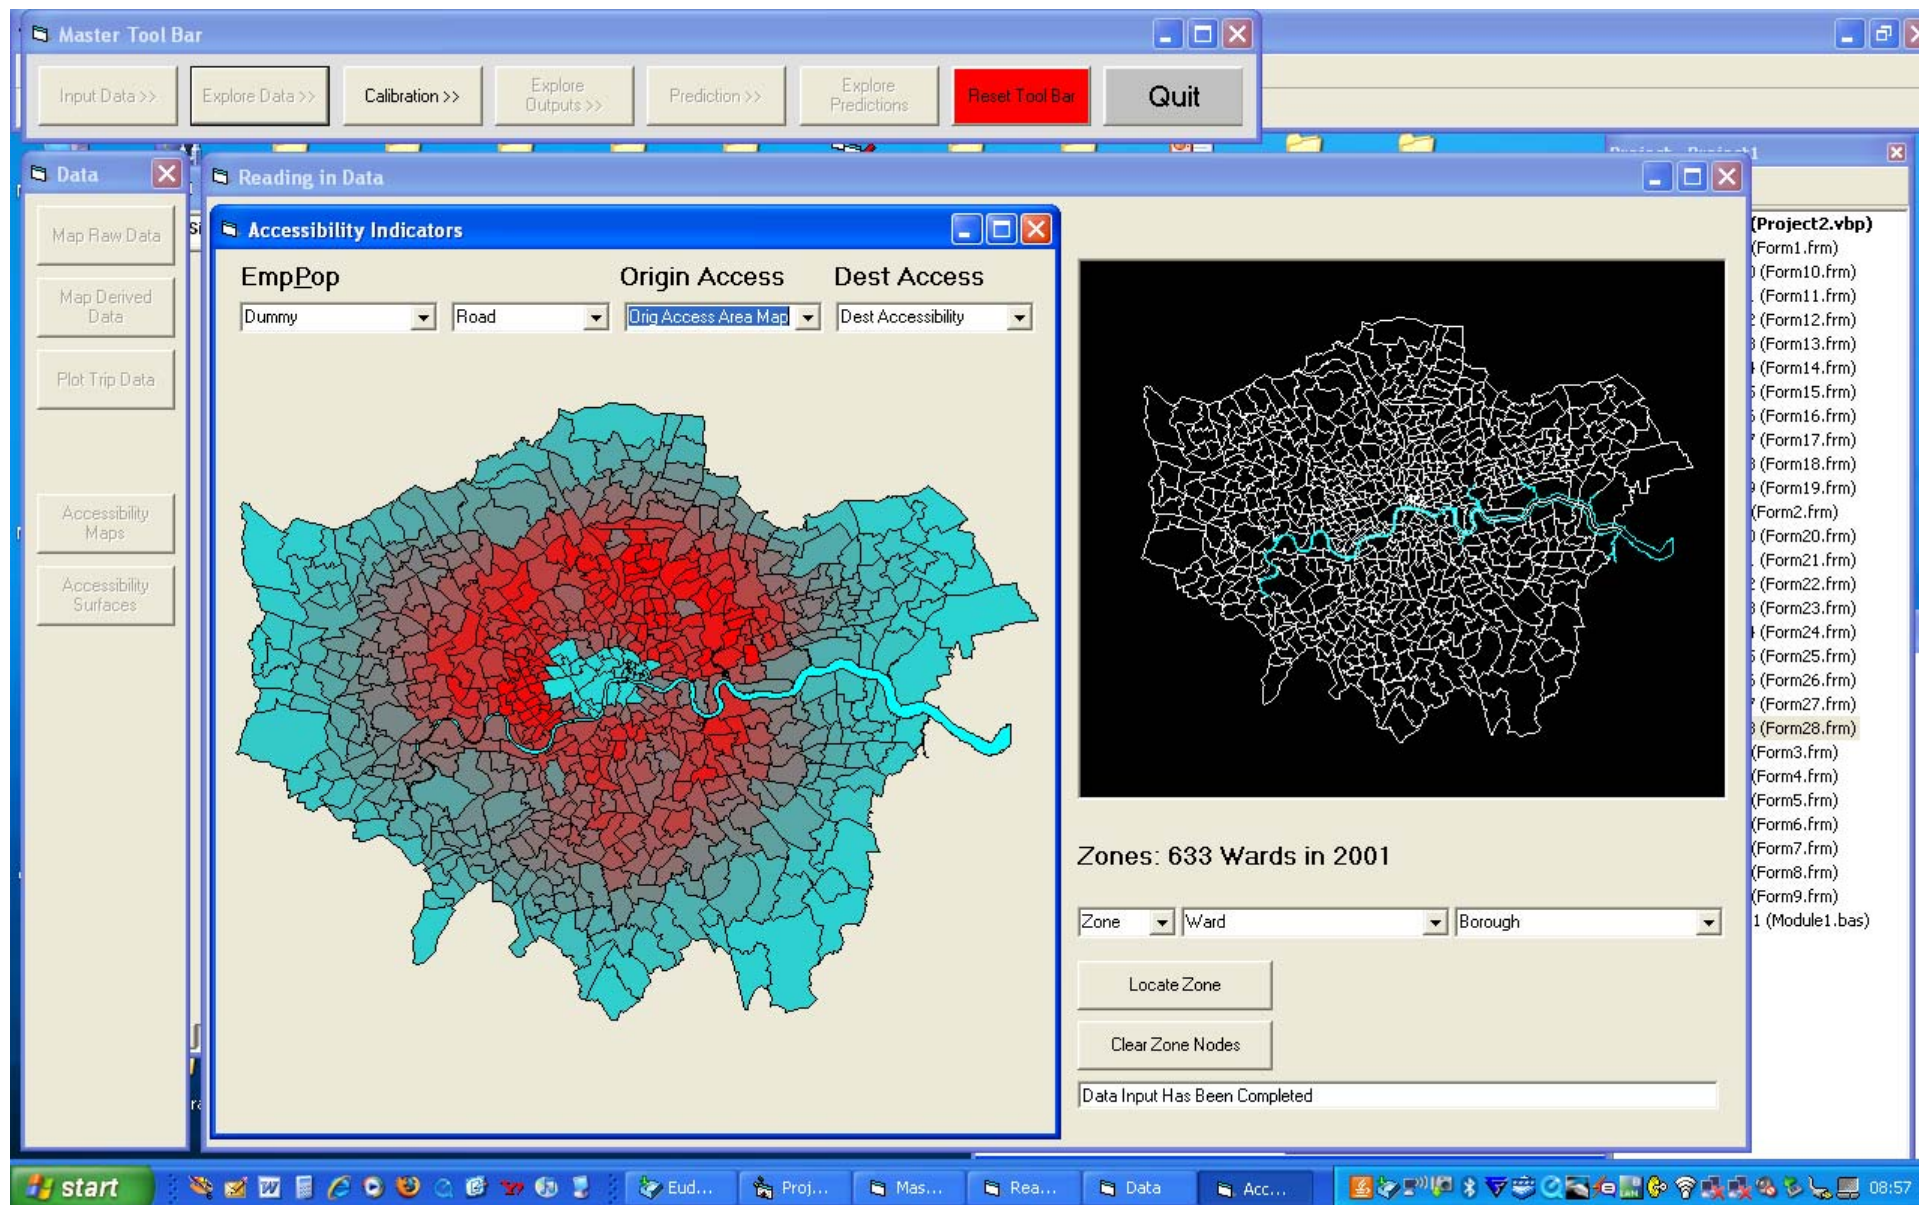 Master Tool Bar
Input Data >>
Explore Data >>
Calibration >>
Explore
Outputs >>
Prediction >>
Explore
Predictions
Reset Tool Bar
Quit
Data
Map Raw Data
Map Derived
Data
Plot Trip Data
Accessibility
Maps
Accessibility
Surfaces
Reading in Data
Accessibility Indicators
EmpPop
Origin Access
Dest Access
Dummy
Road
Orig Access Area Map
Dest Accessibility
Zones: 633 Wards in 2001
Zone
Ward
Borough
Locate Zone
Clear Zone Nodes
Data Input Has Been Completed
(Project2.vbp)
(Form1.frm)
(Form10.frm)
(Form11.frm)
(Form12.frm)
(Form13.frm)
(Form14.frm)
(Form15.frm)
(Form16.frm)
(Form17.frm)
(Form18.frm)
(Form19.frm)
(Form2.frm)
(Form20.frm)
(Form21.frm)
(Form22.frm)
(Form23.frm)
(Form24.frm)
(Form25.frm)
(Form26.frm)
(Form27.frm)
(Form28.frm)
(Form3.frm)
(Form4.frm)
(Form5.frm)
(Form6.frm)
(Form7.frm)
(Form8.frm)
(Form9.frm)
1 (Module1.bas)
start
Eud...
Proj...
Mas...
Rea...
Data
Acc...
08:57